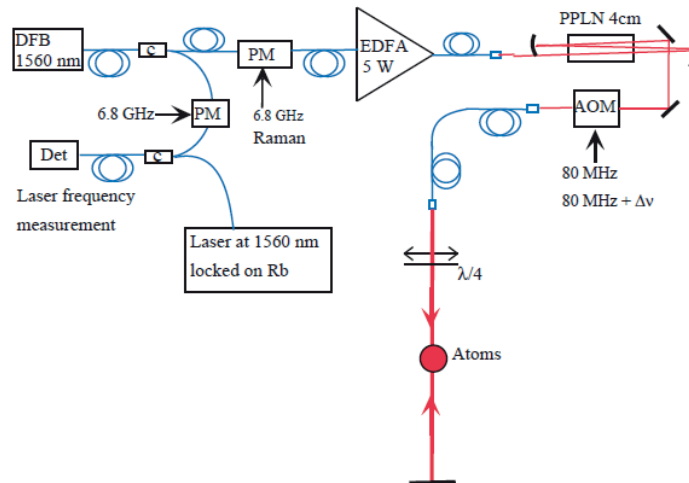 DFB
1560 nm
c
PM
6.8 GHz
Raman
EDFA
5 W
PPLN 4cm
AOM
80 MHz
80 MHz + Δν
6.8 GHz
PM
Det
c
Laser frequency
measurement
Laser at 1560 nm
locked on Rb
λ/4
Atoms